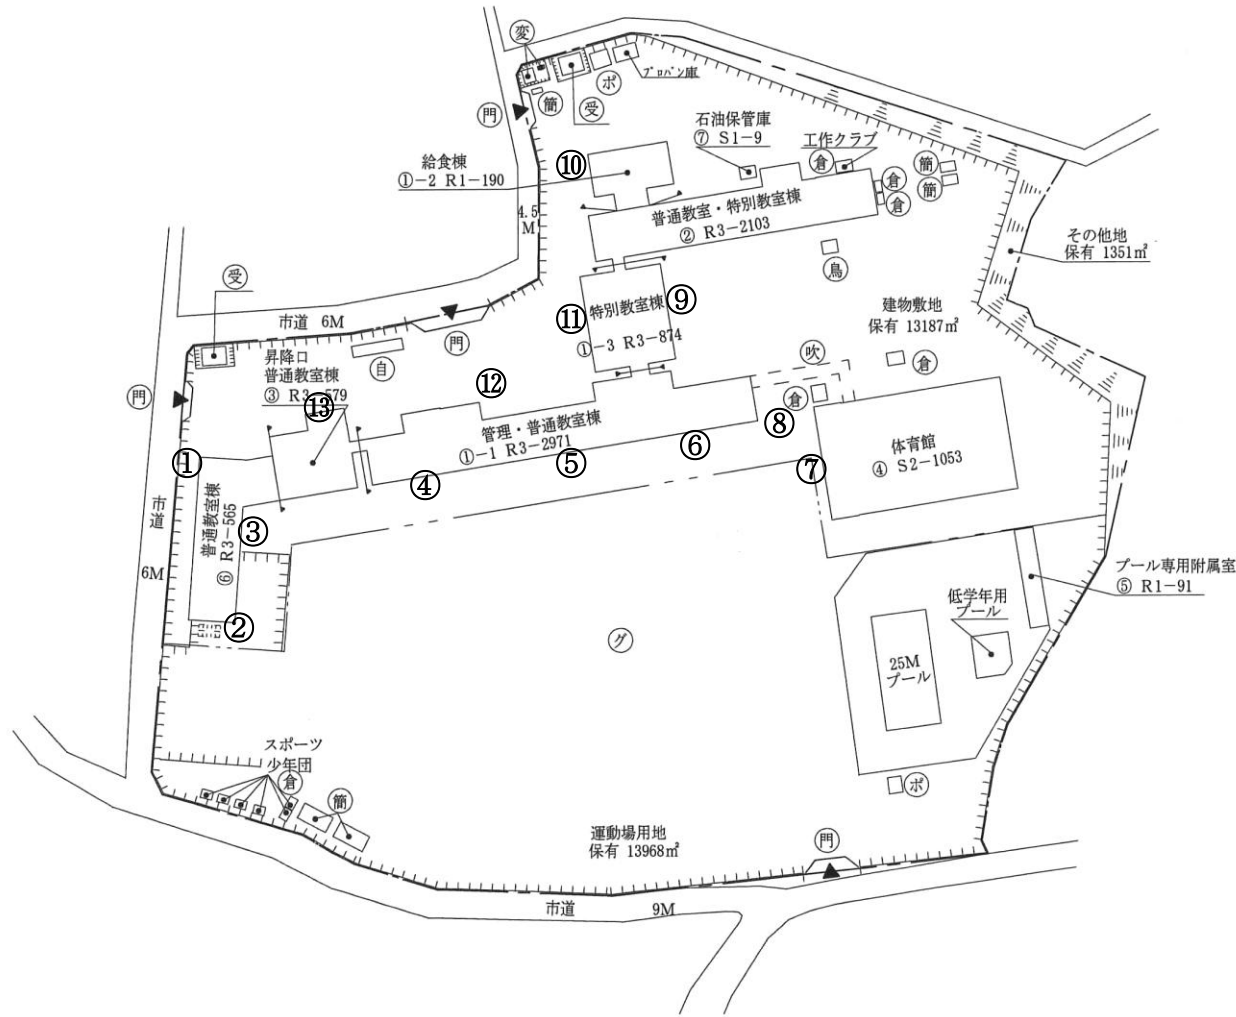 変
簡
受
ポ
プロパン庫
門
石油保管庫
⑦ S1-9
工作クラブ
倉
簡
簡
倉
倉
給食棟
①-2 R1-190
⑩
4.5
M
普通教室・特別教室棟
② R3-2103
鳥
その他地
保有 1351㎡
受
市道 6M
門
自
特別教室棟
①-3 R3-874
⑨
⑪
建物敷地
保有 13187㎡
吹
倉
倉
昇降口
普通教室棟
③ R3-579
⑬
⑫
門
管理・普通教室棟
①-1 R3-2971
⑧
⑥
⑤
④
⑦
体育館
④ S2-1053
①
市道
6M
普通教室棟
⑥ R3-565
③
②
プール専用附属室
⑤ R1-91
低学年用
プール
25M
プール
グ
スポーツ
少年団
倉
簡
ポ
運動場用地
保有 13968㎡
門
市道 9M